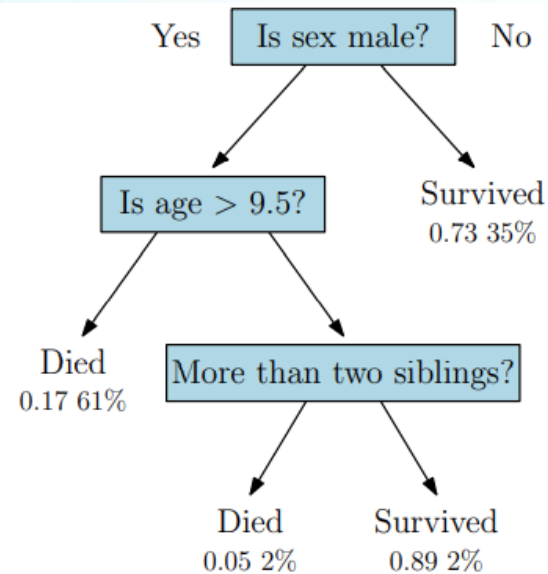 Yes Is sex male? No
Is age > 9.5?
Survived
0.73 35%
Died
0.17 61%
More than two siblings?
Died
0.05 2%
Survived
0.89 2%